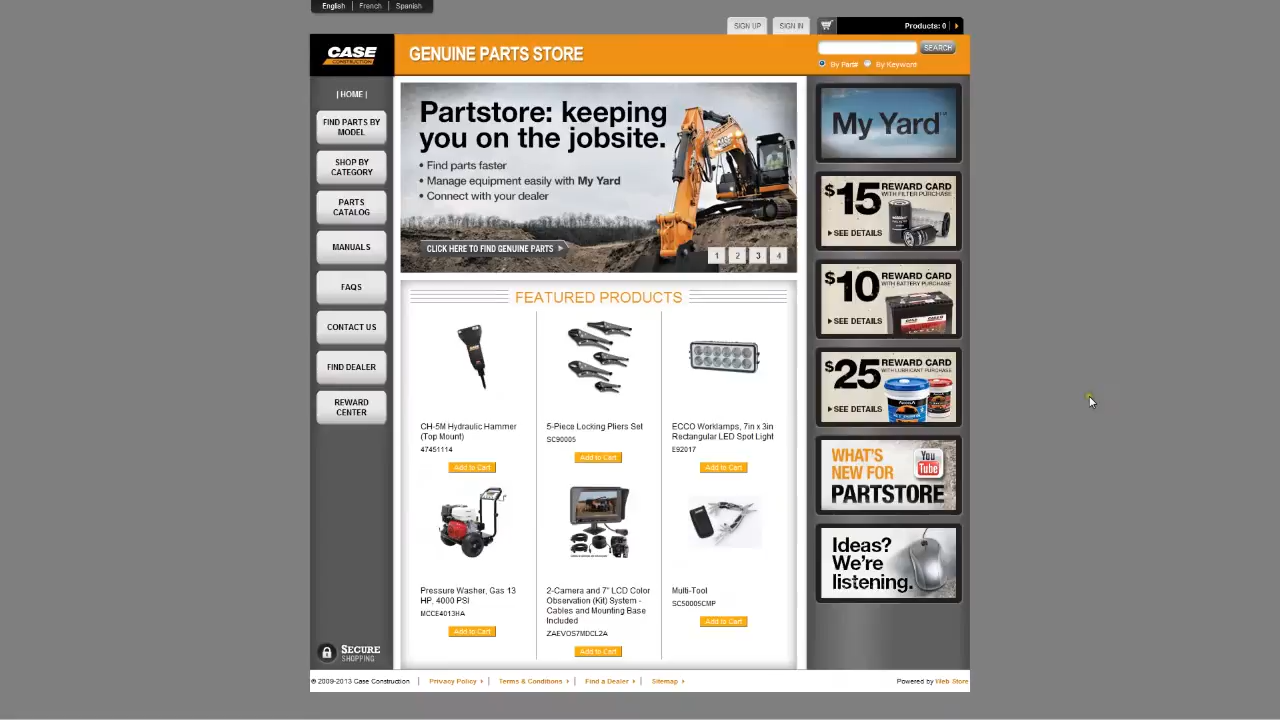 English | French | Spanish
SIGN UP
SIGN IN
Products: 0
CASE
CONSTRUCTION
GENUINE PARTS STORE
SEARCH
By Part#
By Keyword
| HOME |
FIND PARTS BY
MODEL
SHOP BY
CATEGORY
PARTS
CATALOG
MANUALS
FAQS
CONTACT US
FIND DEALER
REWARD
CENTER
SECURE
SHOPPING
Partstore: keeping
you on the jobsite.
• Find parts faster
• Manage equipment easily with My Yard
• Connect with your dealer
CLICK HERE TO FIND GENUINE PARTS
1 2 3 4
FEATURED PRODUCTS
CH-5M Hydraulic Hammer
(Top Mount)
47451114
Add to Cart
5-Piece Locking Pliers Set
SC90005
Add to Cart
ECCO Worklamps, 7in x 3in
Rectangular LED Spot Light
E92017
Add to Cart
Pressure Washer, Gas 13
HP, 4000 PSI
MCCE4013HA
Add to Cart
2-Camera and 7" LCD Color
Observation (Kit) System -
Cables and Mounting Base
Included
ZAEVOS7MDCL2A
Add to Cart
Multi-Tool
SC50005CMP
Add to Cart
My Yard™
$15 REWARD CARD
WITH FILTER PURCHASE
SEE DETAILS
$10 REWARD CARD
WITH BATTERY PURCHASE
SEE DETAILS
$25 REWARD CARD
WITH LUBRICANT PURCHASE
SEE DETAILS
WHAT'S
NEW FOR
PARTSTORE
You
Tube
Ideas?
We're
listening.
© 2009-2013 Case Construction | Privacy Policy | Terms & Conditions | Find a Dealer | Sitemap
Powered by Web Store